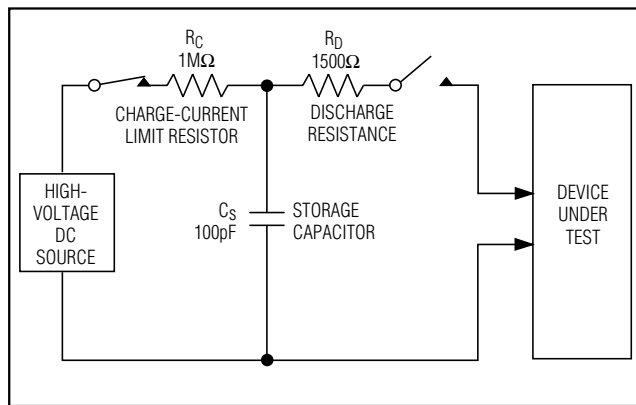 R_C
1MΩ
CHARGE-CURRENT
LIMIT RESISTOR
R_D
1500Ω
DISCHARGE
RESISTANCE
HIGH-
VOLTAGE
DC
SOURCE
C_S
100pF
STORAGE
CAPACITOR
DEVICE
UNDER
TEST